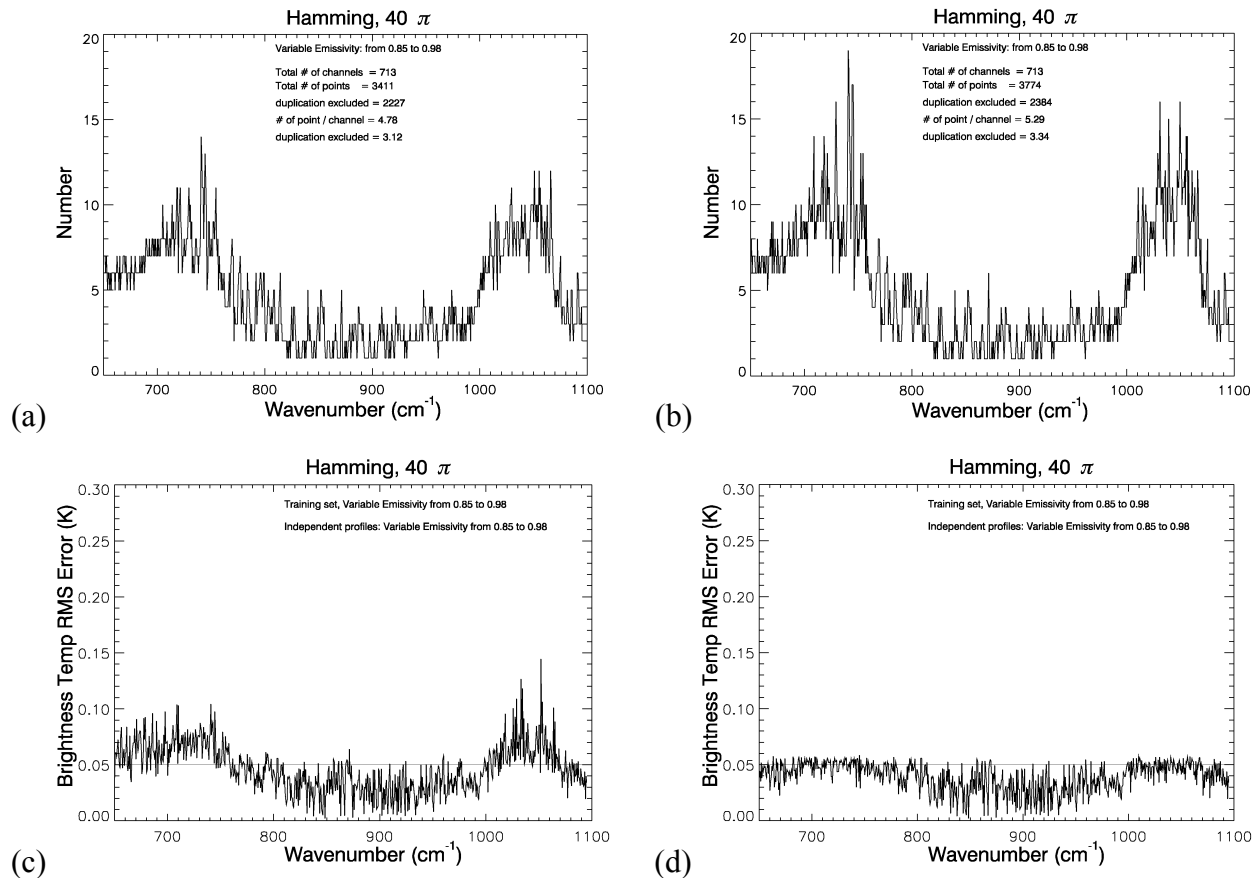 Hamming, 40 π
Variable Emissivity: from 0.85 to 0.98
Total # of channels = 713
Total # of points = 3411
duplication excluded = 2227
# of point / channel = 4.78
duplication excluded = 3.12
20
15
10
5
0
Number
700 800 900 1000 1100
Wavenumber (cm⁻¹)
(a)
Hamming, 40 π
Variable Emissivity: from 0.85 to 0.98
Total # of channels = 713
Total # of points = 3774
duplication excluded = 2384
# of point / channel = 5.29
duplication excluded = 3.34
20
15
10
5
0
Number
700 800 900 1000 1100
Wavenumber (cm⁻¹)
(b)
Hamming, 40 π
Training set, Variable Emissivity from 0.85 to 0.98
Independent profiles: Variable Emissivity from 0.85 to 0.98
0.30
0.25
0.20
0.15
0.10
0.05
0.00
Brightness Temp RMS Error (K)
700 800 900 1000 1100
Wavenumber (cm⁻¹)
(c)
Hamming, 40 π
Training set, Variable Emissivity from 0.85 to 0.98
Independent profiles: Variable Emissivity from 0.85 to 0.98
0.30
0.25
0.20
0.15
0.10
0.05
0.00
Brightness Temp RMS Error (K)
700 800 900 1000 1100
Wavenumber (cm⁻¹)
(d)